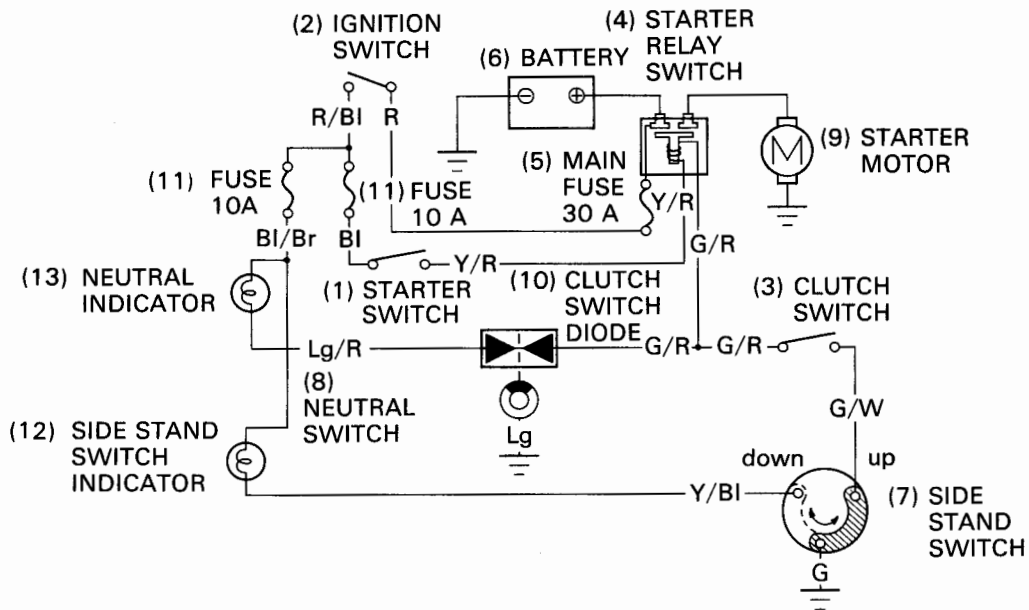 (2) IGNITION
SWITCH
(4) STARTER
RELAY
SWITCH
(6) BATTERY
R/Bl
R
(9) STARTER
MOTOR
M
(5) MAIN
FUSE
30 A
(11) FUSE
10A
(11) FUSE
10 A
Y/R
G/R
Bl/Br
Bl
Y/R
(13) NEUTRAL
INDICATOR
(1) STARTER
SWITCH
(10) CLUTCH
SWITCH
DIODE
(3) CLUTCH
SWITCH
Lg/R
G/R
G/R
(8)
NEUTRAL
SWITCH
G/W
Lg
(12) SIDE STAND
SWITCH
INDICATOR
down
up
Y/Bl
(7) SIDE
STAND
SWITCH
G